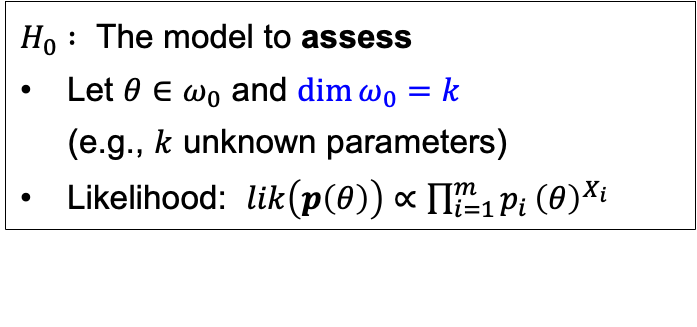 H₀ : The model to assess
• Let θ ∈ ω₀ and dim ω₀ = k
(e.g., k unknown parameters)
• Likelihood: lik(p(θ)) ∝ ∏ᵢ₌₁ᵐ pᵢ (θ)^Xᵢ